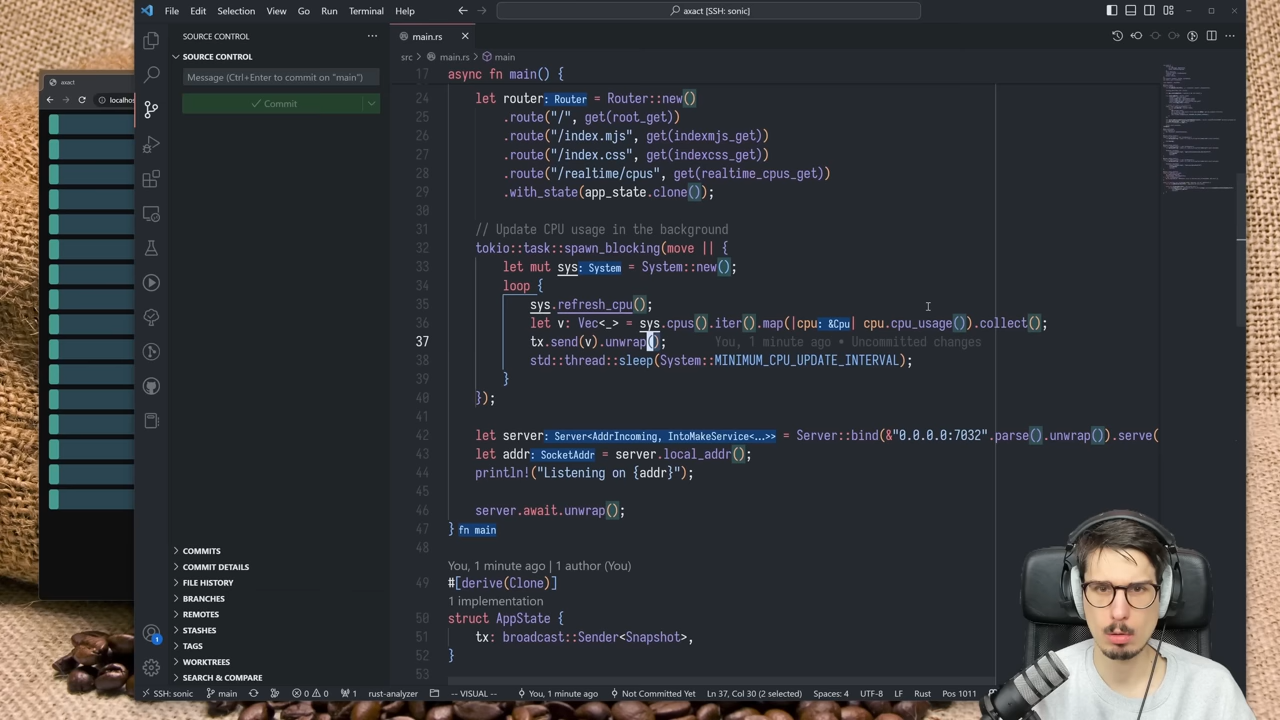 File Edit Selection View Go Run Terminal Help
axact [SSH: sonic]
axact
localhos
SOURCE CONTROL
SOURCE CONTROL
Message (Ctrl+Enter to commit on "main")
Commit
COMMITS
COMMIT DETAILS
FILE HISTORY
BRANCHES
REMOTES
STASHES
TAGS
WORKTREES
SEARCH & COMPARE
main.rs
src > main.rs > main
17 async fn main() {
24 let router: Router = Router::new()
25 .route("/", get(root_get))
26 .route("/index.mjs", get(indexmjs_get))
27 .route("/index.css", get(indexcss_get))
28 .route("/realtime/cpus", get(realtime_cpus_get))
29 .with_state(app_state.clone());
30
31 // Update CPU usage in the background
32 tokio::task::spawn_blocking(move || {
33 let mut sys: System = System::new();
34 loop {
35 sys.refresh_cpu();
36 let v: Vec<_> = sys.cpus().iter().map(|cpu: &Cpu| cpu.cpu_usage()).collect();
37 tx.send(v).unwrap(); You, 1 minute ago • Uncommitted changes
38 std::thread::sleep(System::MINIMUM_CPU_UPDATE_INTERVAL);
39 }
40 });
41
42 let server: Server<AddrIncoming, IntoMakeService<...>> = Server::bind(&"0.0.0.0:7032".parse().unwrap()).serve(
43 let addr: SocketAddr = server.local_addr();
44 println!("Listening on {addr}");
45
46 server.await.unwrap();
47 } fn main
48
You, 1 minute ago | 1 author (You)
49 #[derive(Clone)]
1 implementation
50 struct AppState {
51 tx: broadcast::Sender<Snapshot>,
52 }
53
SSH: sonic main 0 0 1 rust-analyzer -- VISUAL -- You, 1 minute ago Not Committed Yet Ln 37, Col 30 (2 selected) Spaces: 4 UTF-8 LF Rust Pos 1011